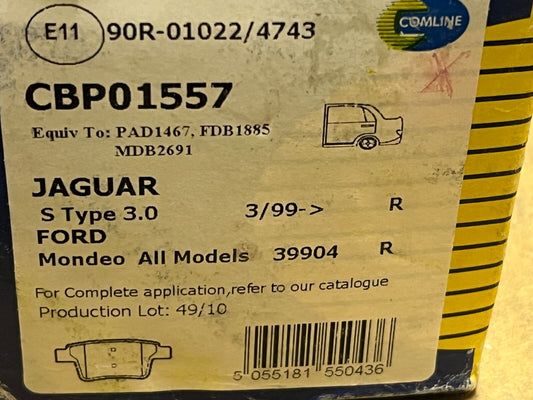 E11 90R-01022/4743
COMLINE
CBP01557
Equiv To: PAD1467, FDB1885
MDB2691
JAGUAR
S Type 3.0 3/99-> R
FORD
Mondeo All Models 39904 R
For Complete application,refer to our catalogue
Production Lot: 49/10
5 055181 550436